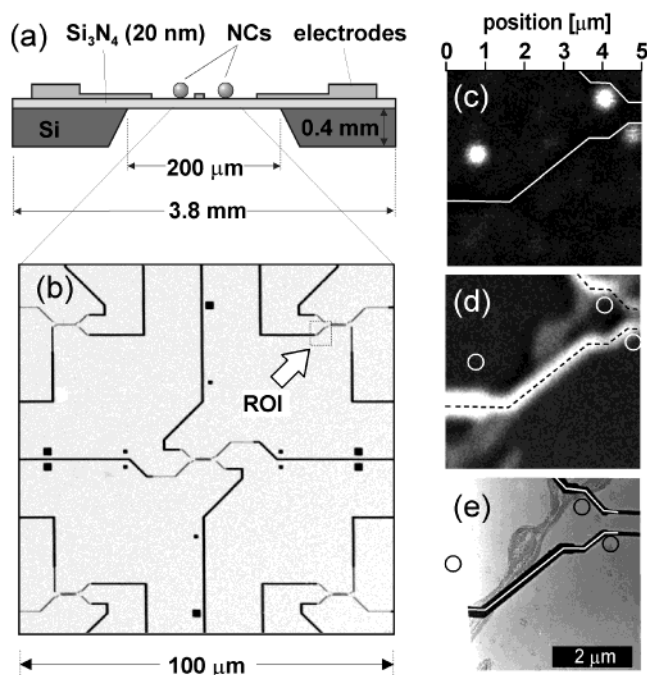 (a)
Si3N4 (20 nm)
NCs
electrodes
Si
0.4 mm
200 μm
3.8 mm
(b)
ROI
100 μm
position [μm]
0 1 2 3 4 5
(c)
(d)
(e)
2 μm